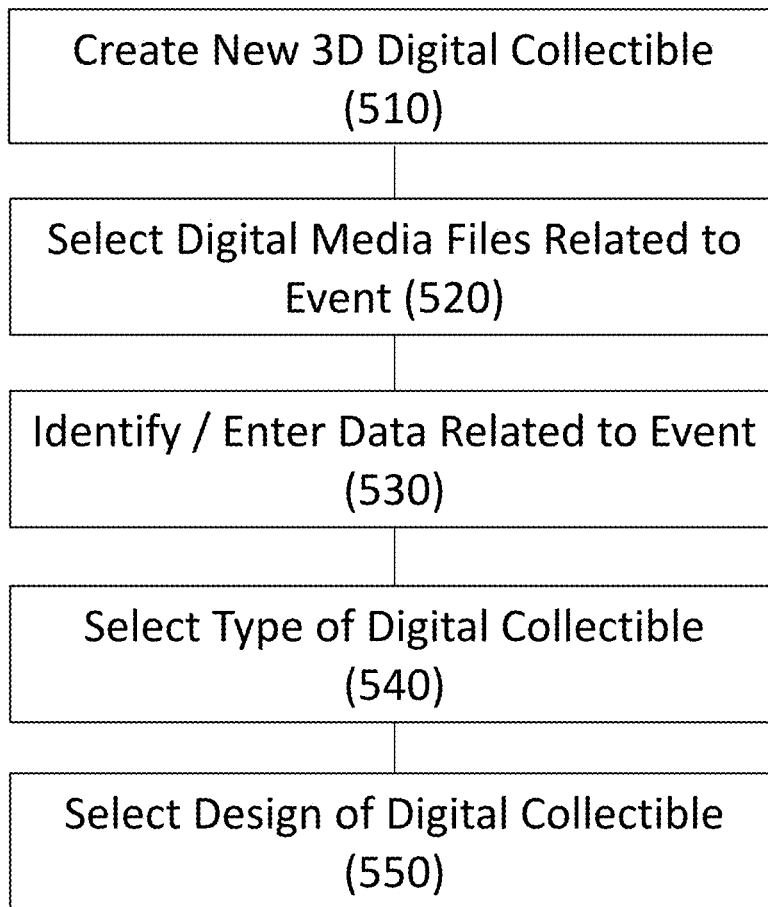 Create New 3D Digital Collectible
(510)
Select Digital Media Files Related to
Event (520)
Identify / Enter Data Related to Event
(530)
Select Type of Digital Collectible
(540)
Select Design of Digital Collectible
(550)